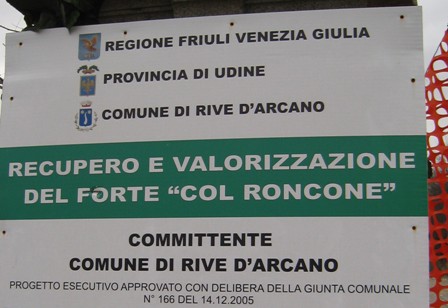 REGIONE FRIULI VENEZIA GIULIA
PROVINCIA DI UDINE
COMUNE DI RIVE D'ARCANO
RECUPERO E VALORIZZAZIONE
DEL FORTE "COL RONCONE"
COMMITTENTE
COMUNE DI RIVE D'ARCANO
PROGETTO ESECUTIVO APPROVATO CON DELIBERA DELLA GIUNTA COMUNALE
N° 166 DEL 14.12.2005